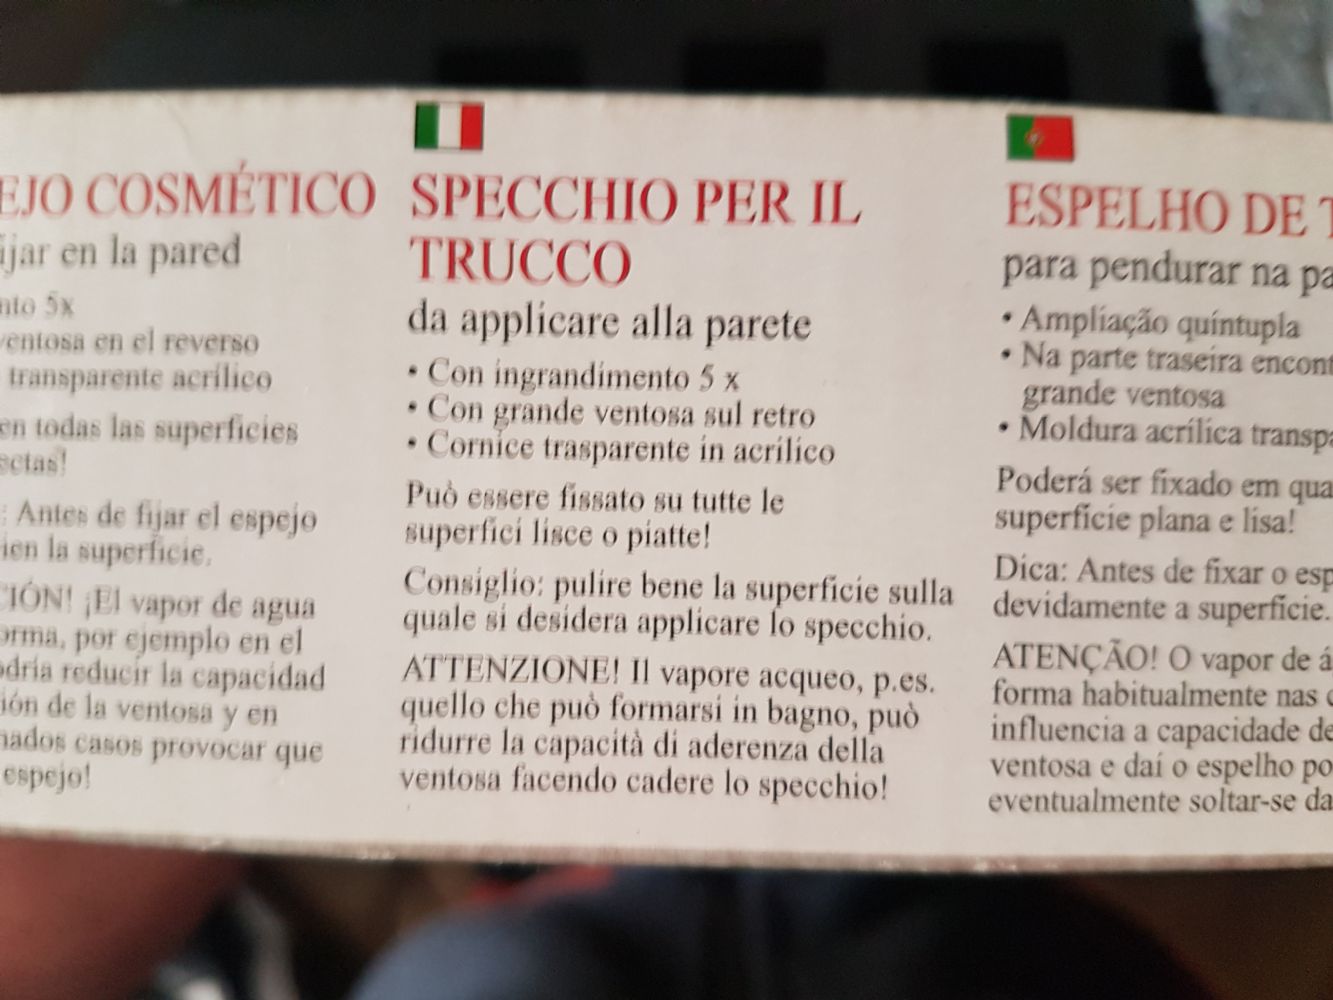 EJO COSMÉTICO
ijar en la pared
nto 5x
ventosa en el reverso
transparente acrílico
en todas las superficies
ectas!
: Antes de fijar el espejo
ien la superficie.
CIÓN! ¡El vapor de agua
orma, por ejemplo en el
odría reducir la capacidad
ión de la ventosa y en
nados casos provocar que
espejo!
SPECCHIO PER IL
TRUCCO
da applicare alla parete
• Con ingrandimento 5 x
• Con grande ventosa sul retro
• Cornice trasparente in acrilico
Può essere fissato su tutte le
superfici lisce o piatte!
Consiglio: pulire bene la superficie sulla
quale si desidera applicare lo specchio.
ATTENZIONE! Il vapore acqueo, p.es.
quello che può formarsi in bagno, può
ridurre la capacità di aderenza della
ventosa facendo cadere lo specchio!
ESPELHO DE T
para pendurar na pa
• Ampliação quíntupla
• Na parte traseira encont
grande ventosa
• Moldura acrílica transpa
Poderá ser fixado em qua
superfície plana e lisa!
Dica: Antes de fixar o esp
devidamente a superfície.
ATENÇÃO! O vapor de á
forma habitualmente nas c
influencia a capacidade de
ventosa e daí o espelho po
eventualmente soltar-se da